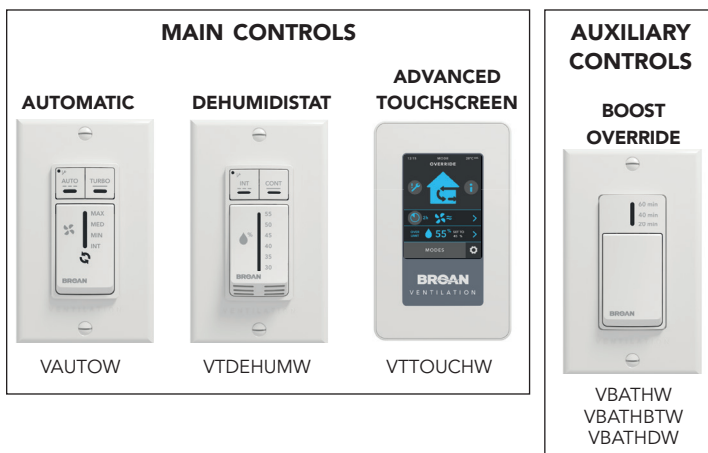 MAIN CONTROLS
AUTOMATIC
AUTO TURBO
MAX
MED
MIN
INT
BROAN
VAUTOW
DEHUMIDISTAT
INT CONT
%
55
50
45
40
35
30
BROAN
VTDEHUMW
ADVANCED
TOUCHSCREEN
MODE
OVERRIDE
55%
MODES
BROAN
VENTILATION
VTTOUCHW
AUXILIARY
CONTROLS
BOOST
OVERRIDE
60 min
40 min
20 min
BROAN
VBATHW
VBATHBTW
VBATHDW